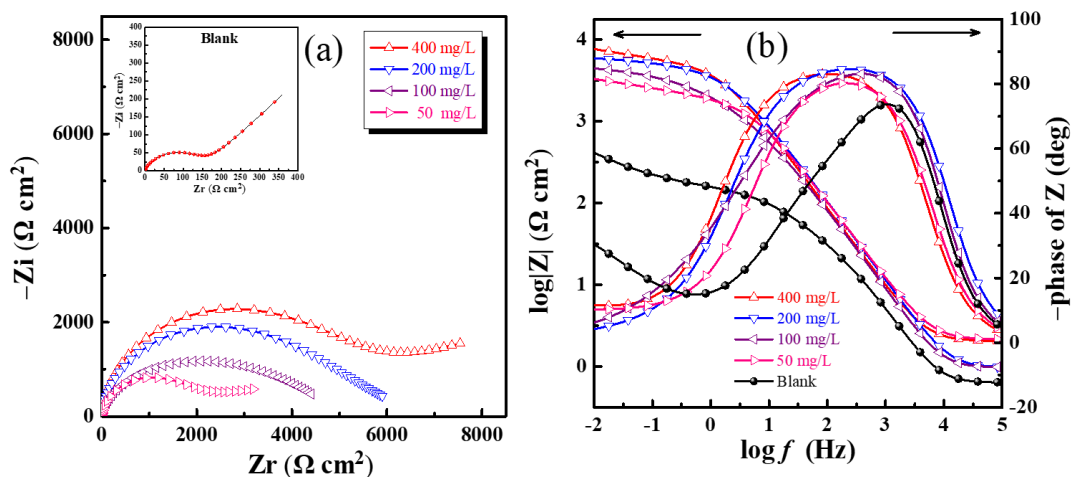 (a)
Blank
−Zi (Ω cm²)
400
350
300
250
200
150
100
50
0
0 50 100 150 200 250 300 350 400
Zr (Ω cm²)
400 mg/L
200 mg/L
100 mg/L
50 mg/L
−Zi (Ω cm²)
8000
6000
4000
2000
0
0 2000 4000 6000 8000
Zr (Ω cm²)
(b)
log|Z| (Ω cm²)
4
3
2
1
0
−phase of Z (deg)
100
80
60
40
20
0
-20
400 mg/L
200 mg/L
100 mg/L
50 mg/L
Blank
-2 -1 0 1 2 3 4 5
log f (Hz)